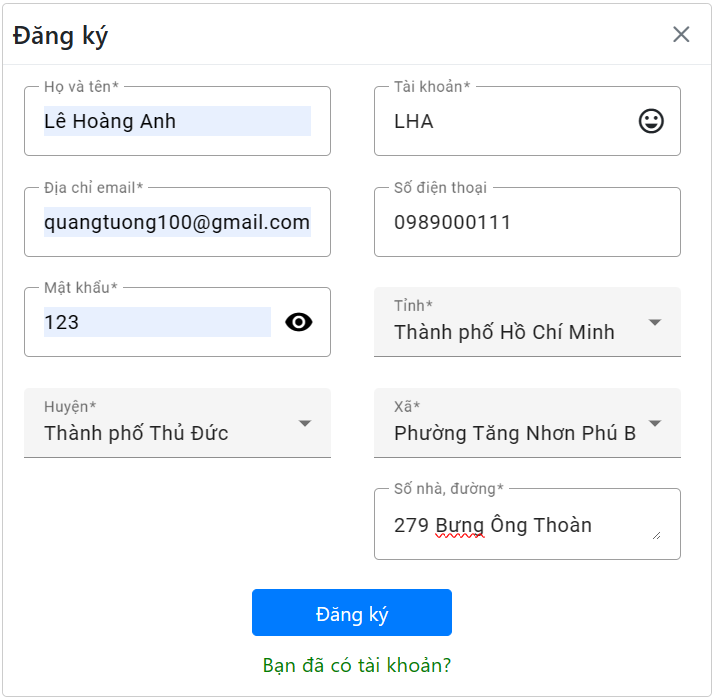 Đăng ký
Họ và tên*
Lê Hoàng Anh
Tài khoản*
LHA
Địa chỉ email*
quangtuong100@gmail.com
Số điện thoại
0989000111
Mật khẩu*
123
Tỉnh*
Thành phố Hồ Chí Minh
Huyện*
Thành phố Thủ Đức
Xã*
Phường Tăng Nhơn Phú B
Số nhà, đường*
279 Bưng Ông Thoàn
Đăng ký
Bạn đã có tài khoản?